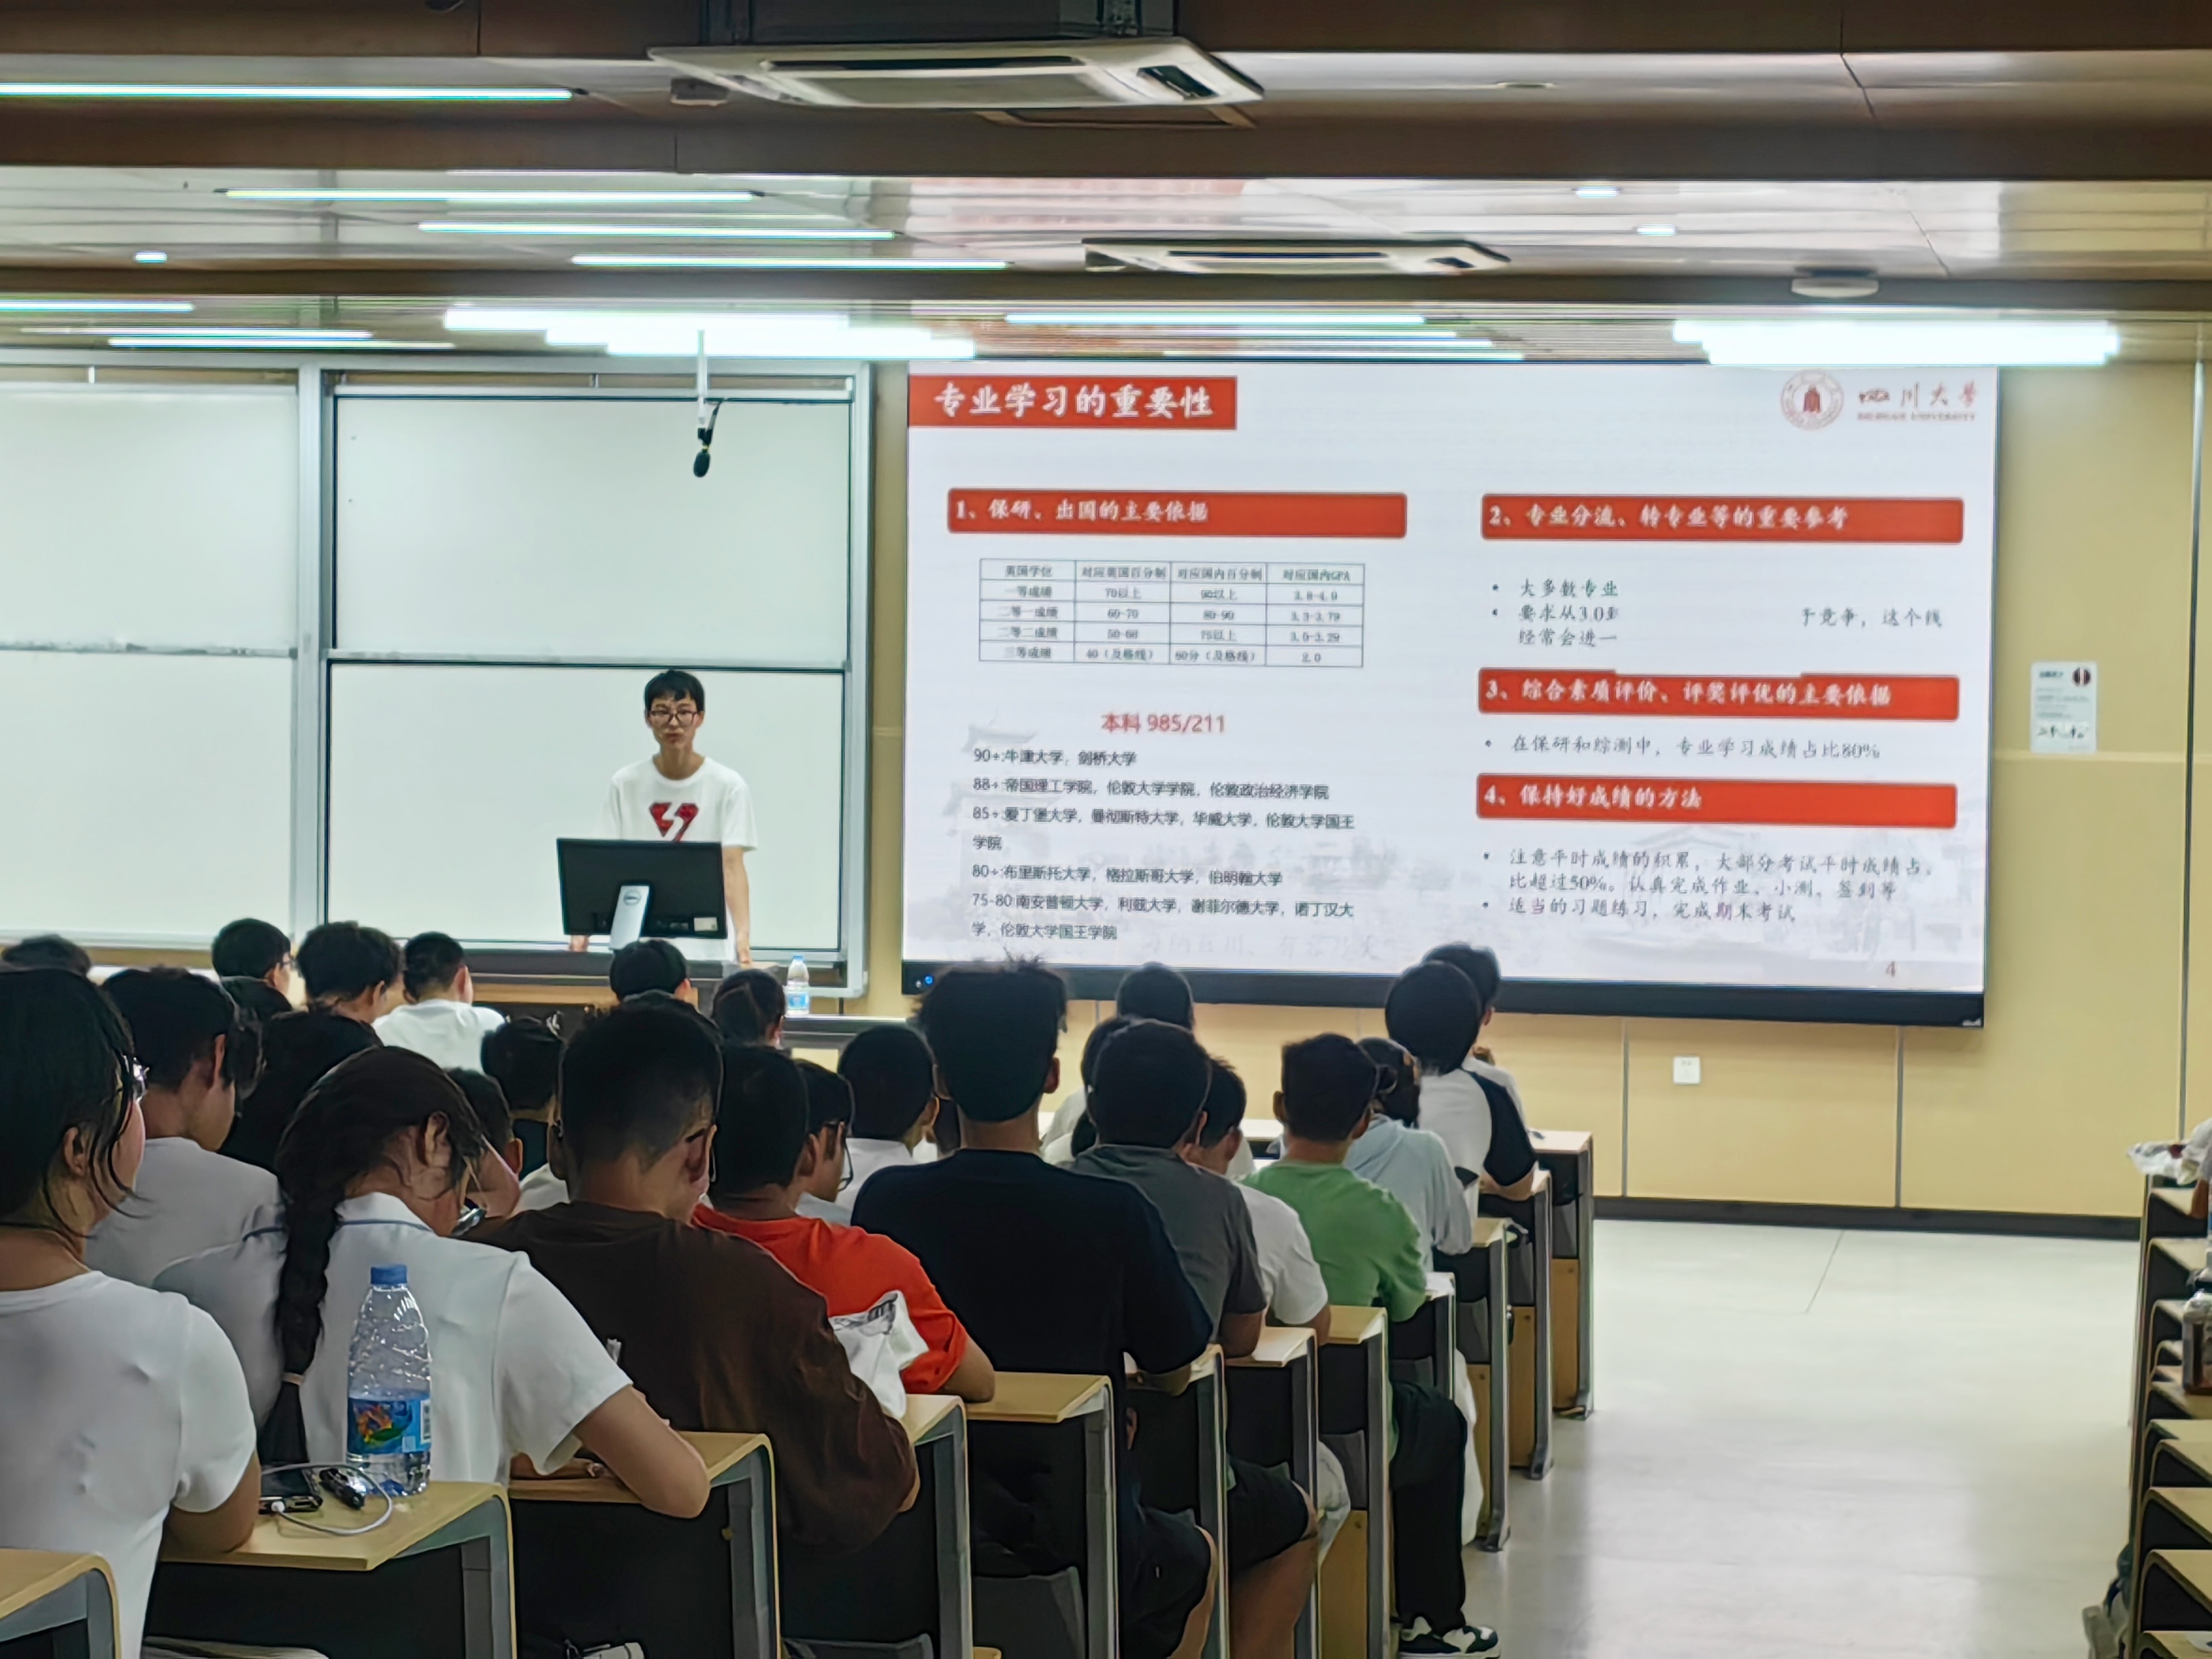 专业学习的重要性
四川大学
SICHUAN UNIVERSITY
1、保研、出国的主要依据
英国学位 对应英国百分制 对应国内百分制 对应国内GPA
一等成绩 70以上 90以上 3.8-4.0
二等一成绩 60-70 80-90 3.3-3.79
二等二成绩 50-60 75以上 3.0-3.29
三等成绩 40（及格线） 60分（及格线） 2.0
本科 985/211
90+:牛津大学，剑桥大学
88+:帝国理工学院，伦敦大学学院，伦敦政治经济学院
85+:爱丁堡大学，曼彻斯特大学，华威大学，伦敦大学国王
学院
80+:布里斯托大学，格拉斯哥大学，伯明翰大学
75-80:南安普顿大学，利兹大学，谢菲尔德大学，诺丁汉大
学，伦敦大学国王学院
2、专业分流、转专业等的重要参考
• 大多数专业
• 要求从3.0到 于竞争，这个线
经常会进一
3、综合素质评价、评奖评优的主要依据
• 在保研和综测中，专业学习成绩占比80%
4、保持好成绩的方法
• 注意平时成绩的积累，大部分考试平时成绩占
比超过50%。认真完成作业、小测、签到等
• 适当的习题练习，完成期末考试
4
DELL